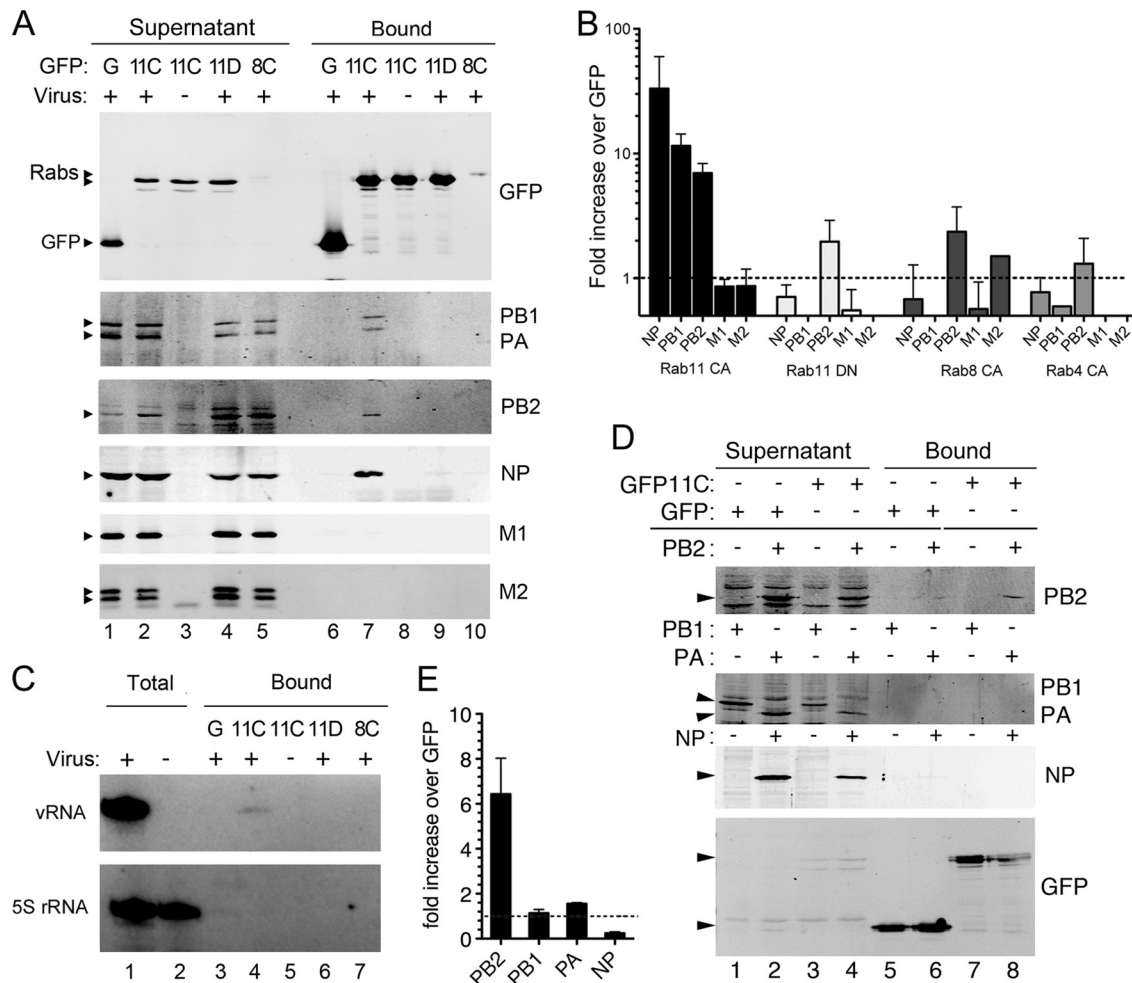 A
Supernatant Bound
GFP: G 11C 11C 11D 8C G 11C 11C 11D 8C
Virus: + + - + + + + - + +
Rabs
GFP
GFP
PB1
PA
PB2
NP
M1
M2
1 2 3 4 5 6 7 8 9 10
B
Fold increase over GFP
100
10
1
NP PB1 PB2 M1 M2 NP PB1 PB2 M1 M2 NP PB1 PB2 M1 M2 NP PB1 PB2 M1 M2
Rab11 CA Rab11 DN Rab8 CA Rab4 CA
C
Total Bound
G 11C 11C 11D 8C
Virus: + - + + - + +
vRNA
5S rRNA
1 2 3 4 5 6 7
E
fold increase over GFP
10
8
6
4
2
0
PB2 PB1 PA NP
D
Supernatant Bound
GFP11C: - - + + - - + +
GFP: + + - - + + - -
PB2: - + - + - + - +
PB2
PB1 : + - + - + - + -
PA : - + - + - + - +
PB1
PA
NP : - + - + - + - +
NP
GFP
1 2 3 4 5 6 7 8